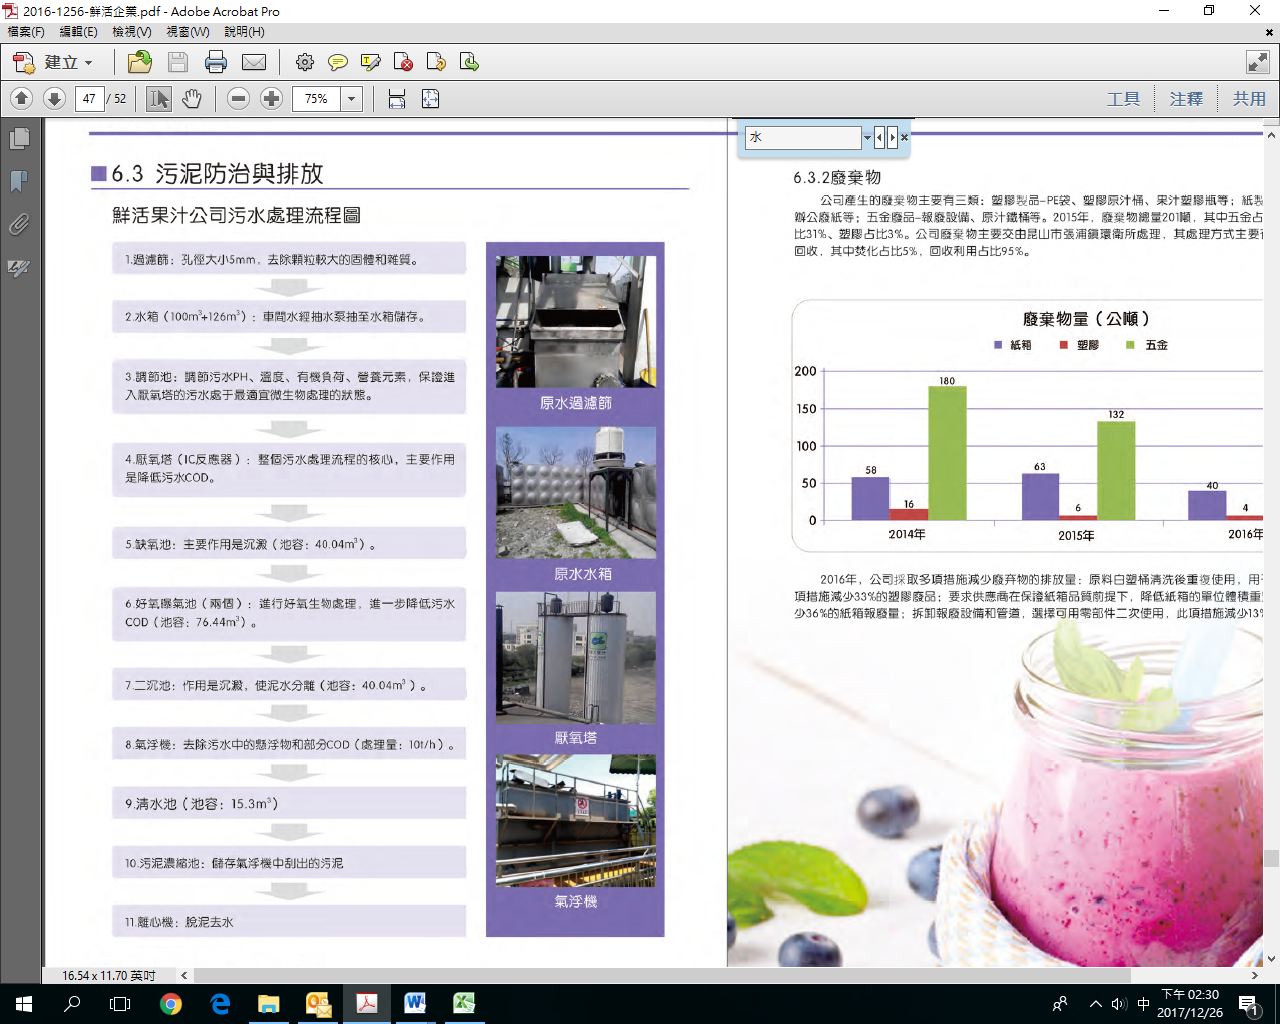 2016-1256-鮮活企業.pdf - Adobe Acrobat Pro
檔案(F) 編輯(E) 檢視(V) 視窗(W) 說明(H)
建立
47 / 52 75% 工具 注釋 共用
水
6.3 污泥防治與排放
鮮活果汁公司污水處理流程圖
1.過濾篩：孔徑大小5mm，去除顆粒較大的固體和雜質。
2.水箱（100m³+126m³）：車間水經抽水泵抽至水箱儲存。
3.調節池：調節污水PH、溫度、有機負荷、營養元素，保證進
入厭氧塔的污水處于最適宜微生物處理的狀態。
4.厭氧塔（IC反應器）：整個污水處理流程的核心，主要作用
是降低污水COD。
5.缺氧池：主要作用是沉澱（池容：40.04m³）。
6.好氧曝氣池（兩個）：進行好氧生物處理，進一步降低污水
COD（池容：76.44m³）。
7.二沉池：作用是沉澱，使泥水分離（池容：40.04m³）。
8.氣浮機：去除污水中的懸浮物和部分COD（處理量：10t/h）。
9.清水池（池容：15.3m³）
10.污泥濃縮池：儲存氣浮機中刮出的污泥
11.離心機：脫泥去水
原水過濾篩
原水水箱
厭氧塔
氣浮機
6.3.2廢棄物
公司產生的廢棄物主要有三類：塑膠製品–PE袋、塑膠原汁桶、果汁塑膠瓶等；紙製
辦公廢紙等；五金廢品–報廢設備、原汁鐵桶等。2015年，廢棄物總量201噸，其中五金占
比31%、塑膠占比3%。公司廢棄物主要交由昆山市張浦鎮環衛所處理，其處理方式主要有
回收，其中焚化占比5%，回收利用占比95%。
廢棄物量（公噸）
紙箱 塑膠 五金
200
150
100
50
0
58 16 180
63 6 132
40 4
2014年 2015年 2016年
2016年，公司採取多項措施減少廢弃物的排放量：原料白塑桶清洗後重複使用，用
項措施減少33%的塑膠廢品；要求供應商在保證紙箱品質前提下，降低紙箱的單位體積重
少36%的紙箱報廢量；拆卸報廢設備和管道，選擇可用零部件二次使用，此項措施減少13%
16.54 x 11.70 英吋
中
下午 02:30
2017/12/26
1